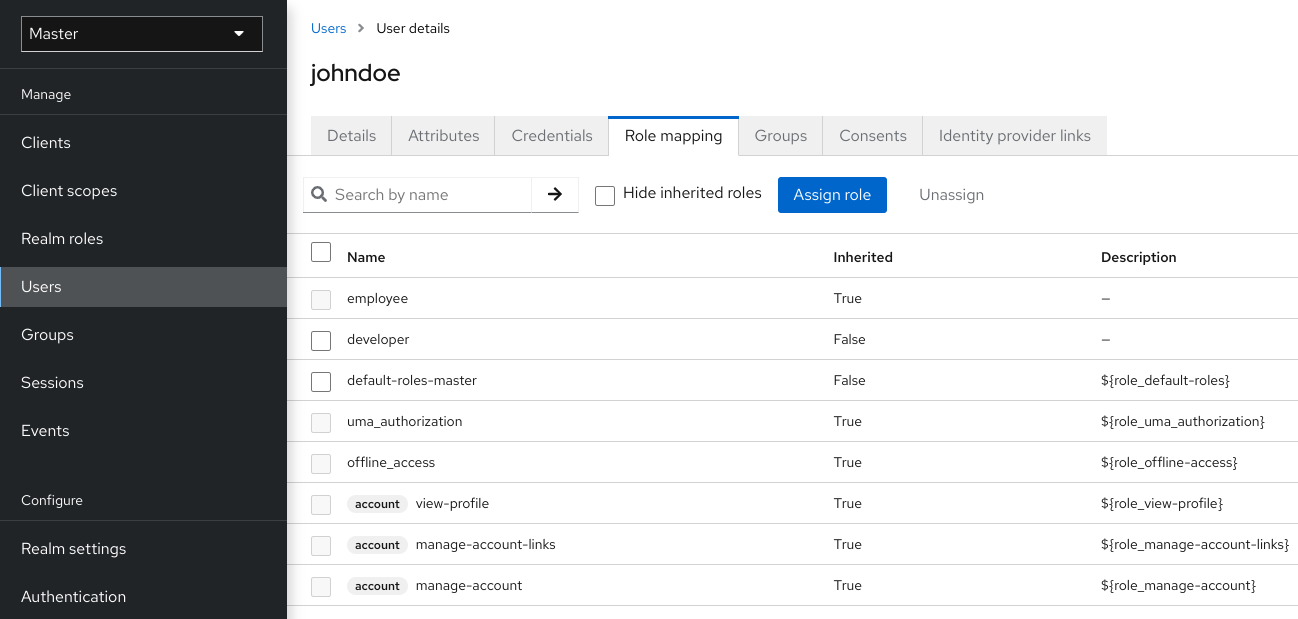 Master
Manage
Clients
Client scopes
Realm roles
Users
Groups
Sessions
Events
Configure
Realm settings
Authentication
Users > User details
johndoe
Details Attributes Credentials Role mapping Groups Consents Identity provider links
Search by name Hide inherited roles Assign role Unassign
Name Inherited Description
employee True –
developer False –
default-roles-master False ${role_default-roles}
uma_authorization True ${role_uma_authorization}
offline_access True ${role_offline-access}
account view-profile True ${role_view-profile}
account manage-account-links True ${role_manage-account-links}
account manage-account True ${role_manage-account}